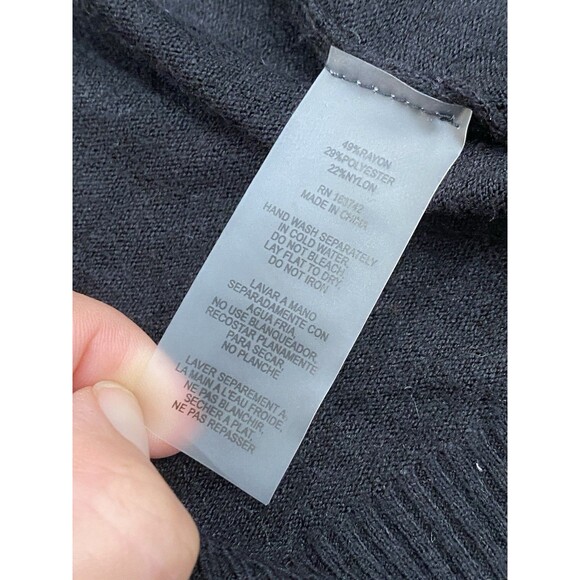 49%RAYON
29%POLYESTER
22%NYLON
RN 163742
MADE IN CHINA
HAND WASH SEPARATELY
IN COLD WATER.
DO NOT BLEACH.
LAY FLAT TO DRY.
DO NOT IRON.
LAVAR A MANO
SEPARADAMENTE CON
AGUA FRIA.
NO USE BLANQUEADOR.
RECOSTAR PLANAMENTE
PARA SECAR.
NO PLANCHE.
LAVER SEPAREMENT A
LA MAIN A L'EAU FROIDE.
NE PAS BLANCHIR.
SECHER A PLAT.
NE PAS REPASSER